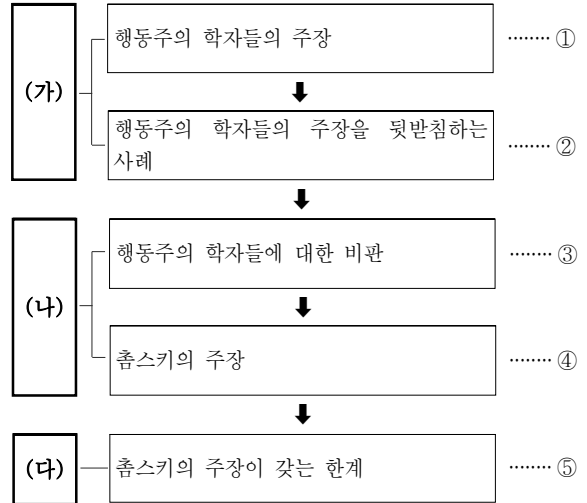 (가)
행동주의 학자들의 주장 ········ ①
행동주의 학자들의 주장을 뒷받침하는
사례 ········ ②
(나)
행동주의 학자들에 대한 비판 ········ ③
촘스키의 주장 ········ ④
(다)
촘스키의 주장이 갖는 한계 ········ ⑤